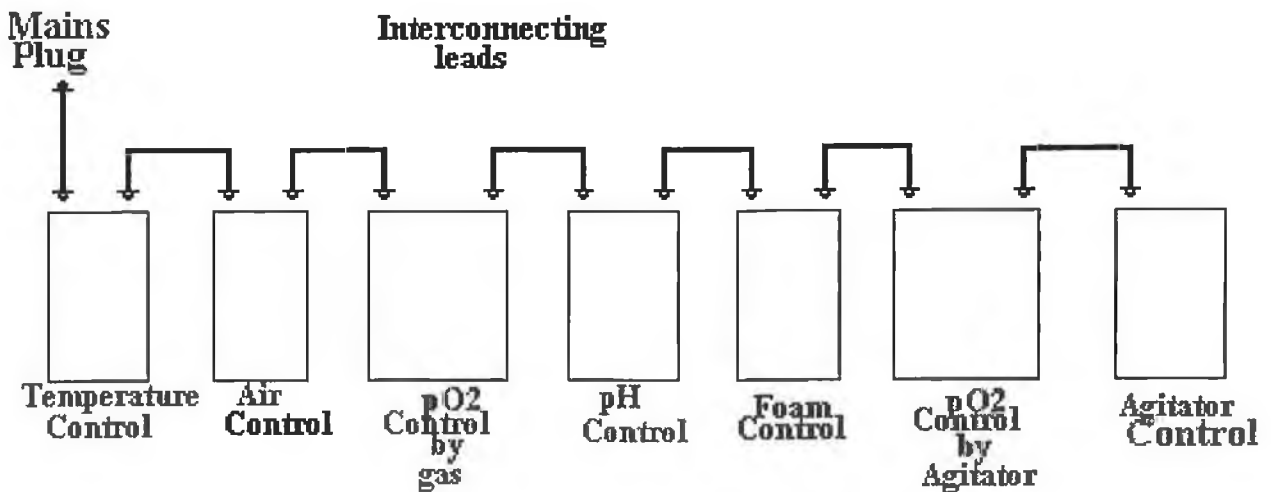 Mains
Plug
Interconnecting
leads
Temperature
Control
Air
Control
pO2
Control
by
gas
pH
Control
Foam
Control
pO2
Control
by
Agitator
Agitator
Control